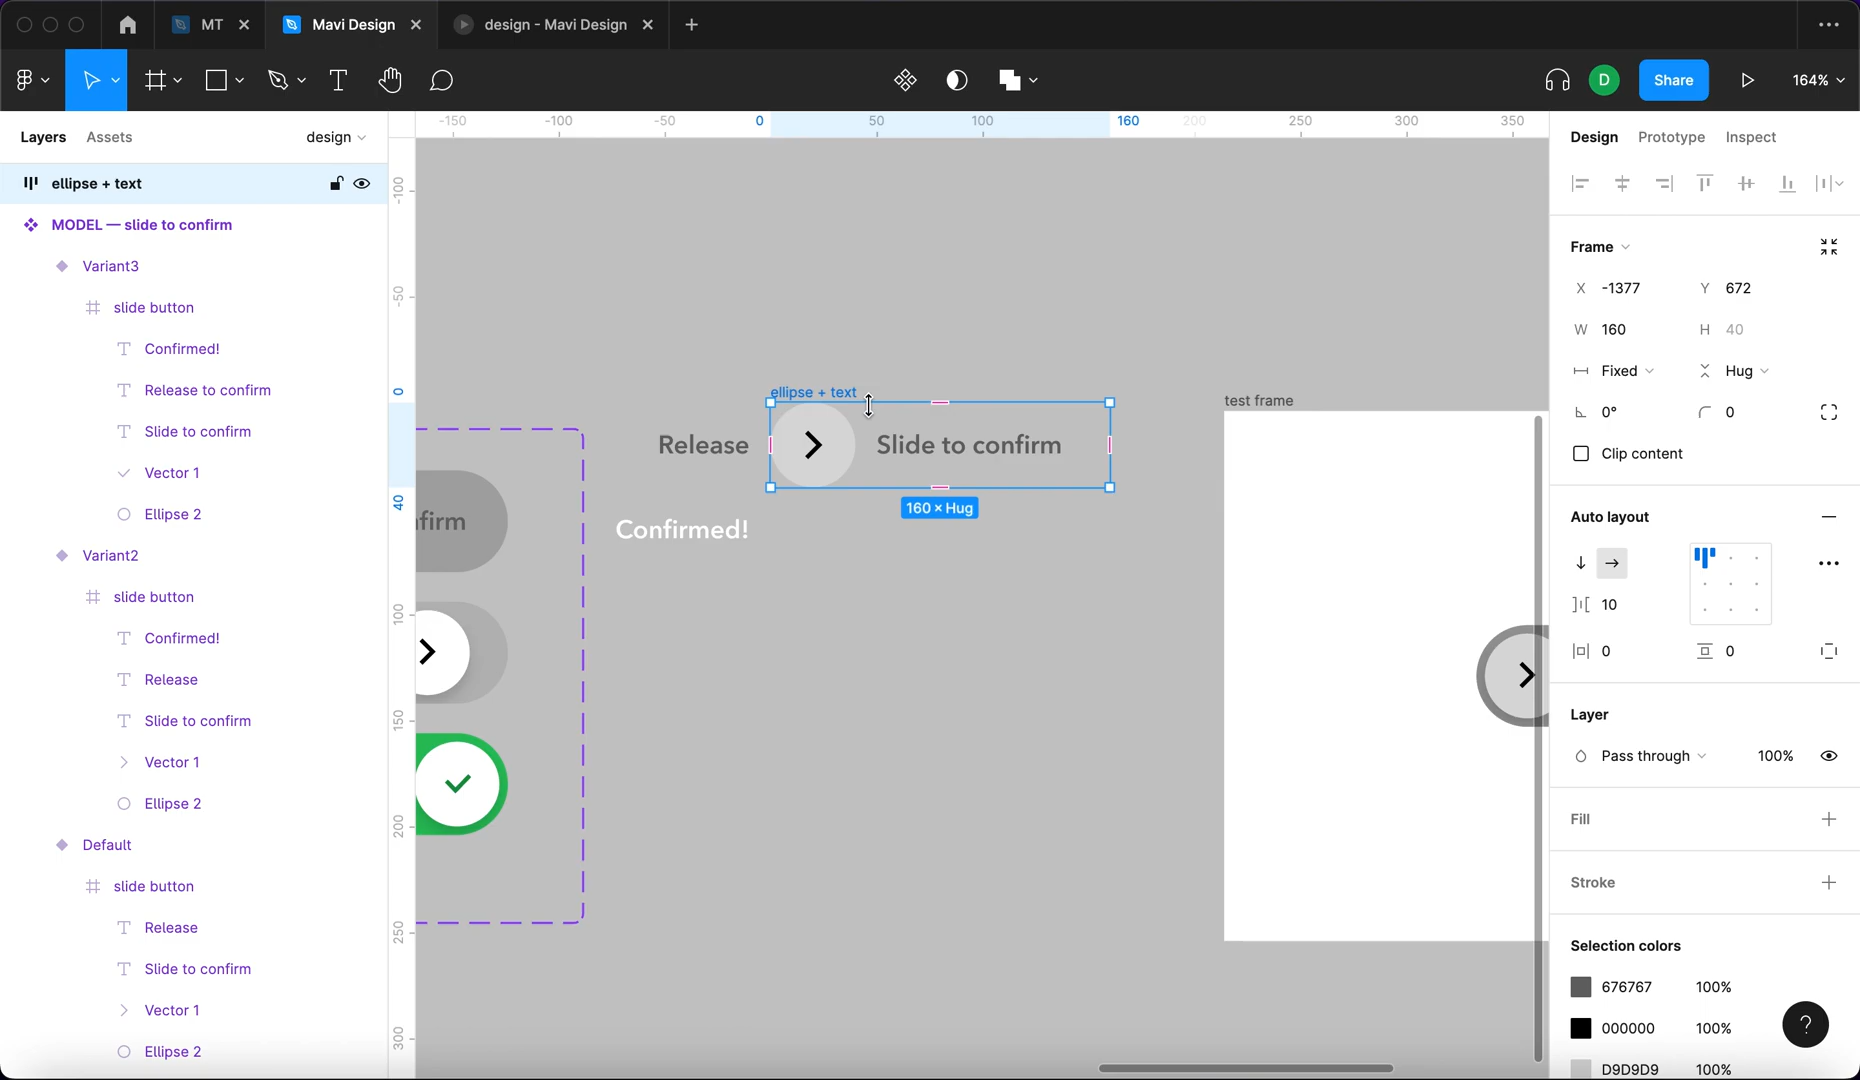 MT
Mavi Design
design - Mavi Design
Share
164%
D
Layers
Assets
design
ellipse + text
MODEL — slide to confirm
Variant3
slide button
Confirmed!
Release to confirm
Slide to confirm
Vector 1
Ellipse 2
Variant2
slide button
Confirmed!
Release
Slide to confirm
Vector 1
Ellipse 2
Default
slide button
Release
Slide to confirm
Vector 1
Ellipse 2
-150
-100
-50
0
50
100
160
200
250
300
350
-100
-50
0
40
100
150
200
250
300
ellipse + text
Release
Slide to confirm
160 × Hug
Confirmed!
nfirm
test frame
Design
Prototype
Inspect
Frame
X -1377
Y 672
W 160
H 40
Fixed
Hug
0°
0
Clip content
Auto layout
10
0
0
Layer
Pass through
100%
Fill
Stroke
Selection colors
676767
100%
000000
100%
D9D9D9
100%
?